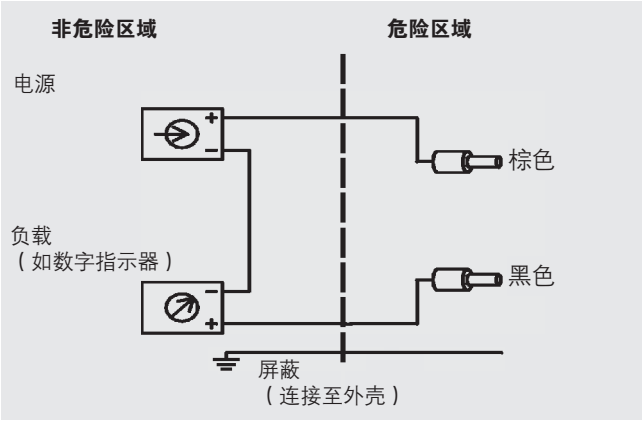 非危险区域
危险区域
电源
+
−
棕色
负载
（如数字指示器）
−
+
黑色
屏蔽
（连接至外壳）